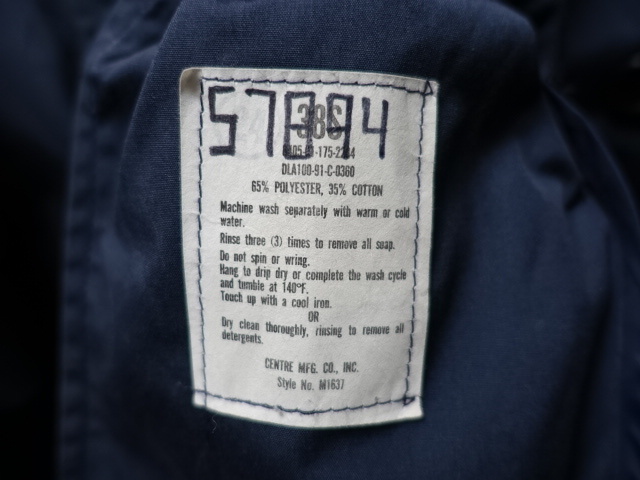 57894
38S
8405-01-175-2244
DLA100-91-C-0360
65% POLYESTER, 35% COTTON
Machine wash separately with warm or cold
water.
Rinse three (3) times to remove all soap.
Do not spin or wring.
Hang to drip dry or complete the wash cycle
and tumble at 140°F.
Touch up with a cool iron.
OR
Dry clean thoroughly, rinsing to remove all
detergents.
CENTRE MFG. CO., INC.
Style No. M1637